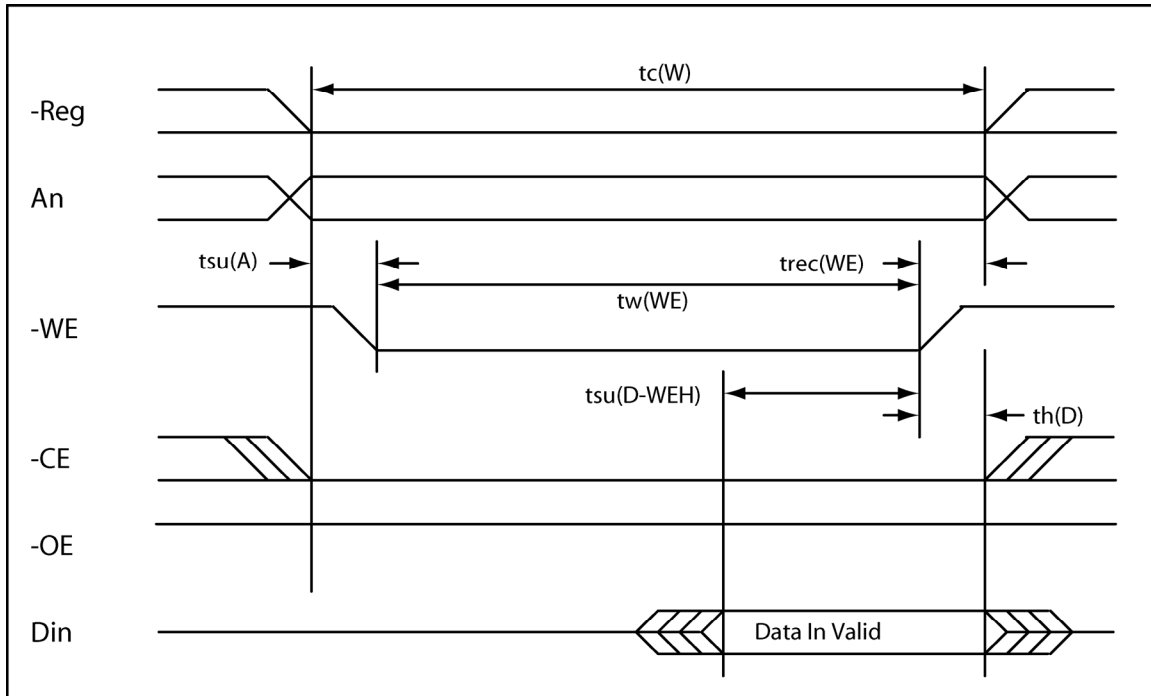 tc(W)
-Reg
An
tsu(A)
trec(WE)
tw(WE)
-WE
tsu(D-WEH)
th(D)
-CE
-OE
Din
Data In Valid